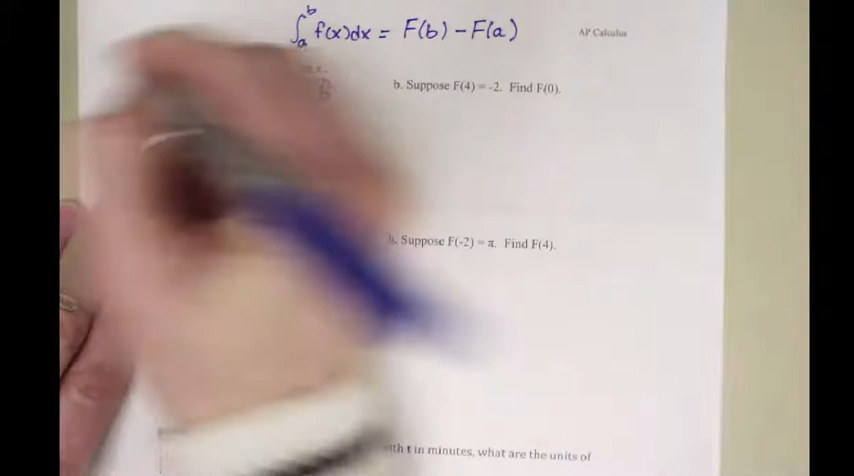 ∫ₐᵇ f(x)dx = F(b) - F(a)
AP Calculus
b. Suppose F(4) = -2. Find F(0).
b. Suppose F(-2) = π. Find F(4).
t in minutes, what are the units of